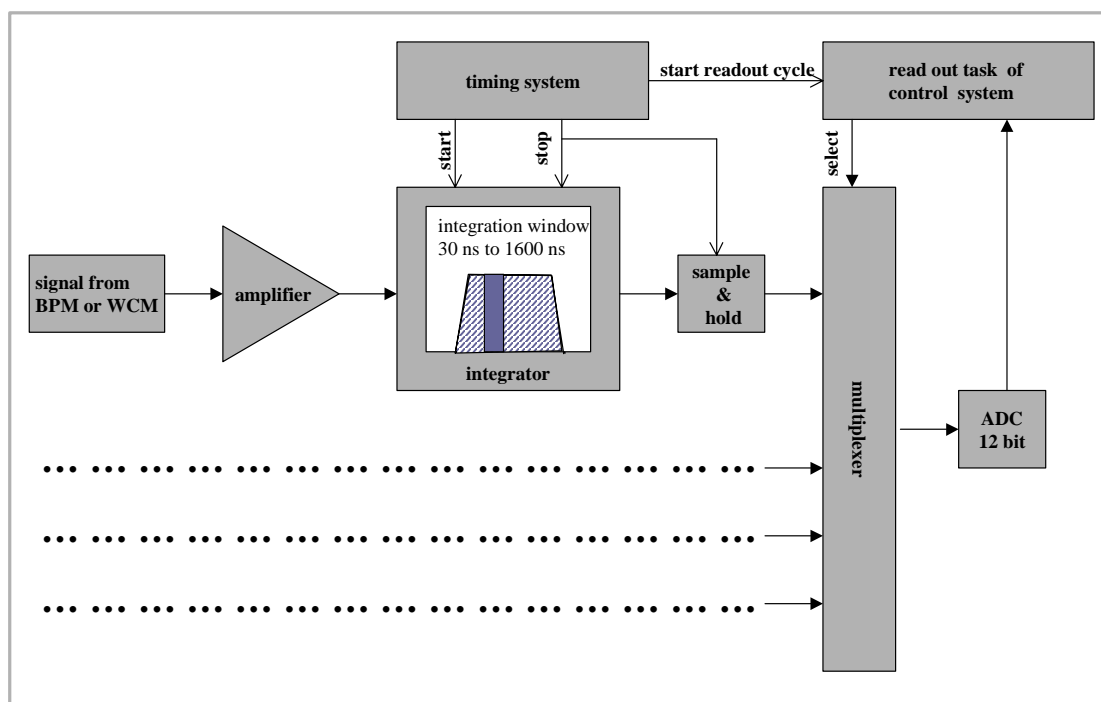 timing system
start readout cycle
read out task of
control system
start
stop
select
integration window
30 ns to 1600 ns
signal from
BPM or WCM
amplifier
sample
&
hold
integrator
multiplexer
ADC
12 bit